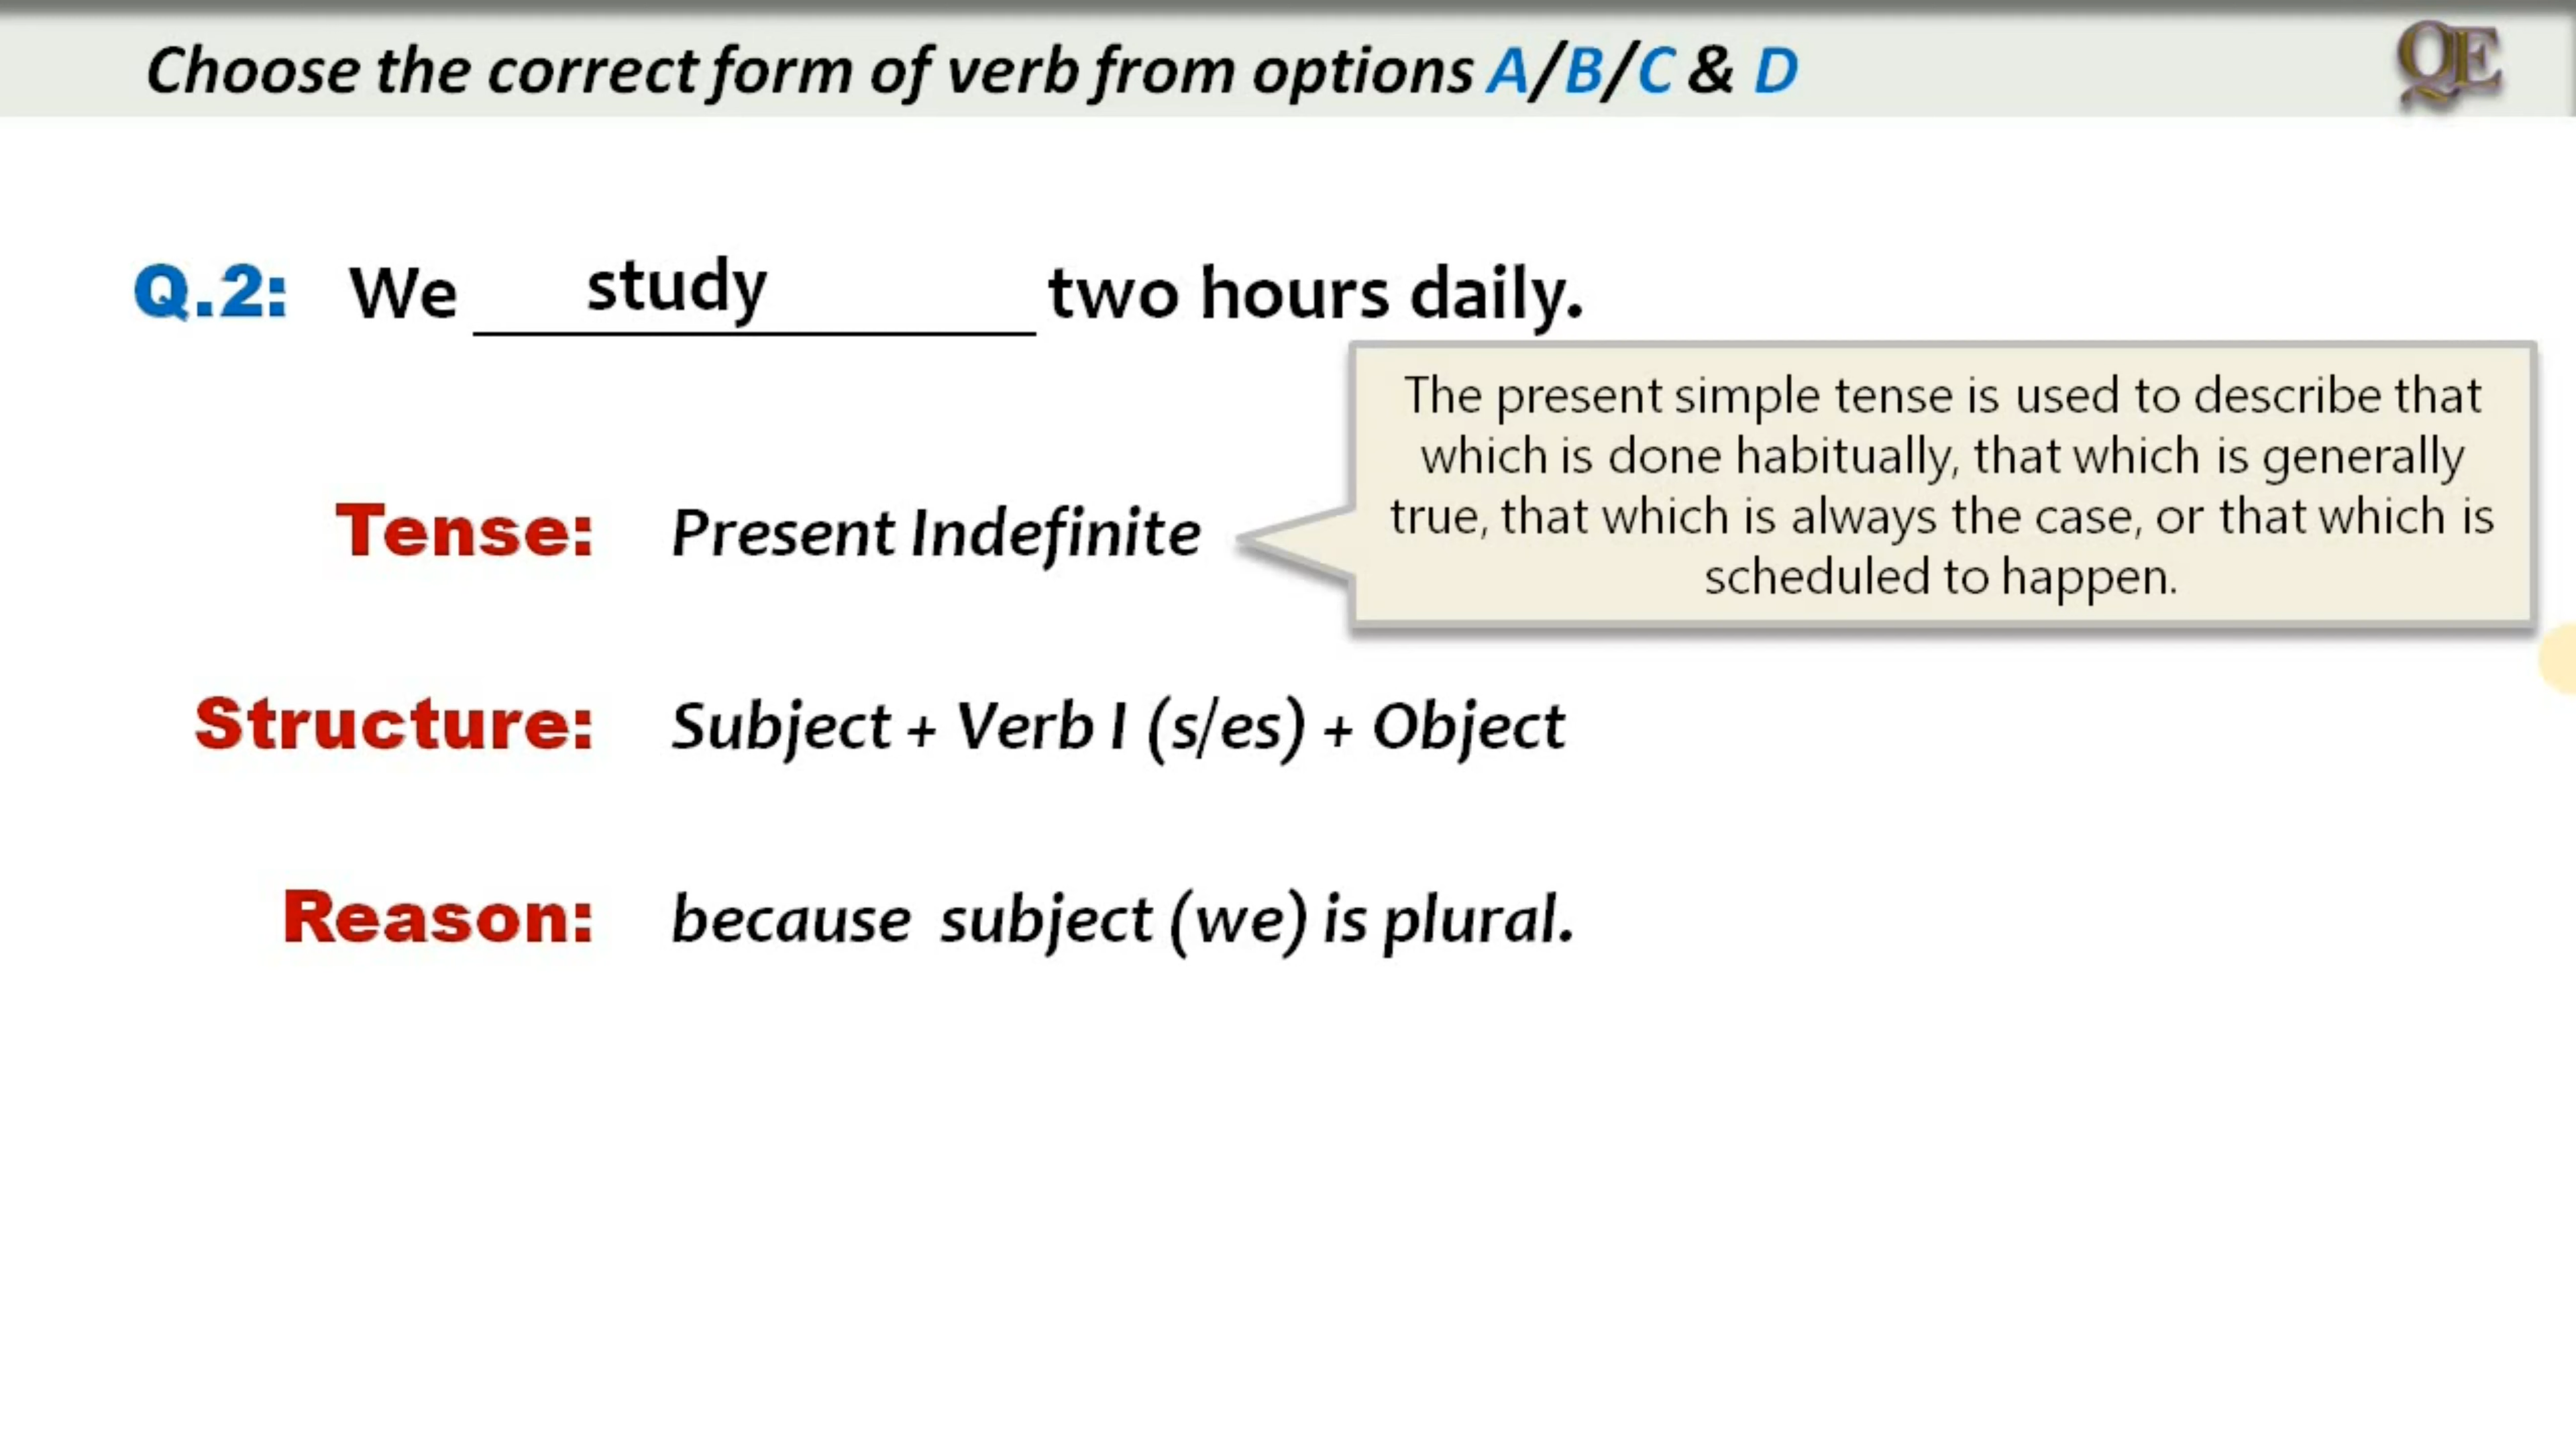 Choose the correct form of verb from options A/B/C & D
QE
Q.2: We study two hours daily.
The present simple tense is used to describe that
which is done habitually, that which is generally
true, that which is always the case, or that which is
scheduled to happen.
Tense: Present Indefinite
Structure: Subject + Verb I (s/es) + Object
Reason: because subject (we) is plural.